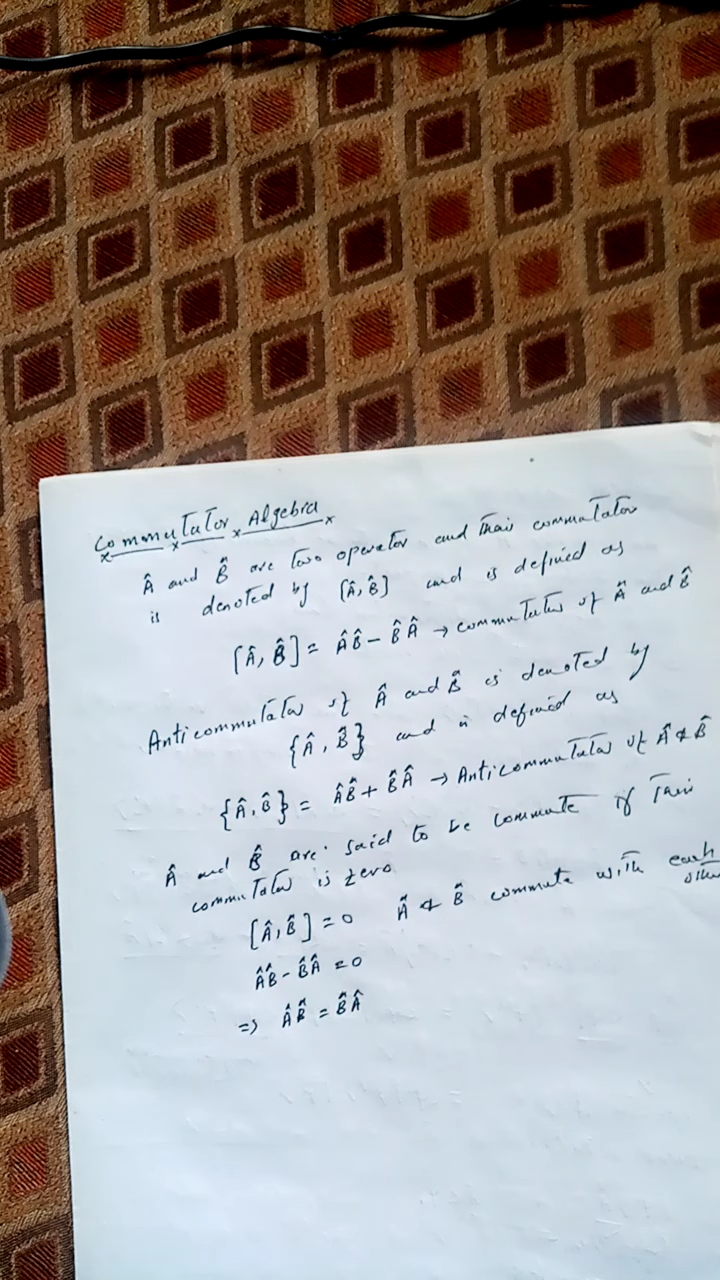 Commutator Algebra
Â and B̂ are two operator and their commutator
is denoted by [Â, B̂] and is defined as
[Â, B̂] = ÂB̂ - B̂Â → commutator of Â and B̂
Anticommutator of Â and B̂ is denoted by
{Â, B̂} and is defined as
{Â, B̂} = ÂB̂ + B̂Â → Anticommutator of Â & B̂
Â and B̂ are said to be commute if their
commutator is zero
[Â, B̂] = 0 Â & B̂ commute with each other
ÂB̂ - B̂Â = 0
=> ÂB̂ = B̂Â